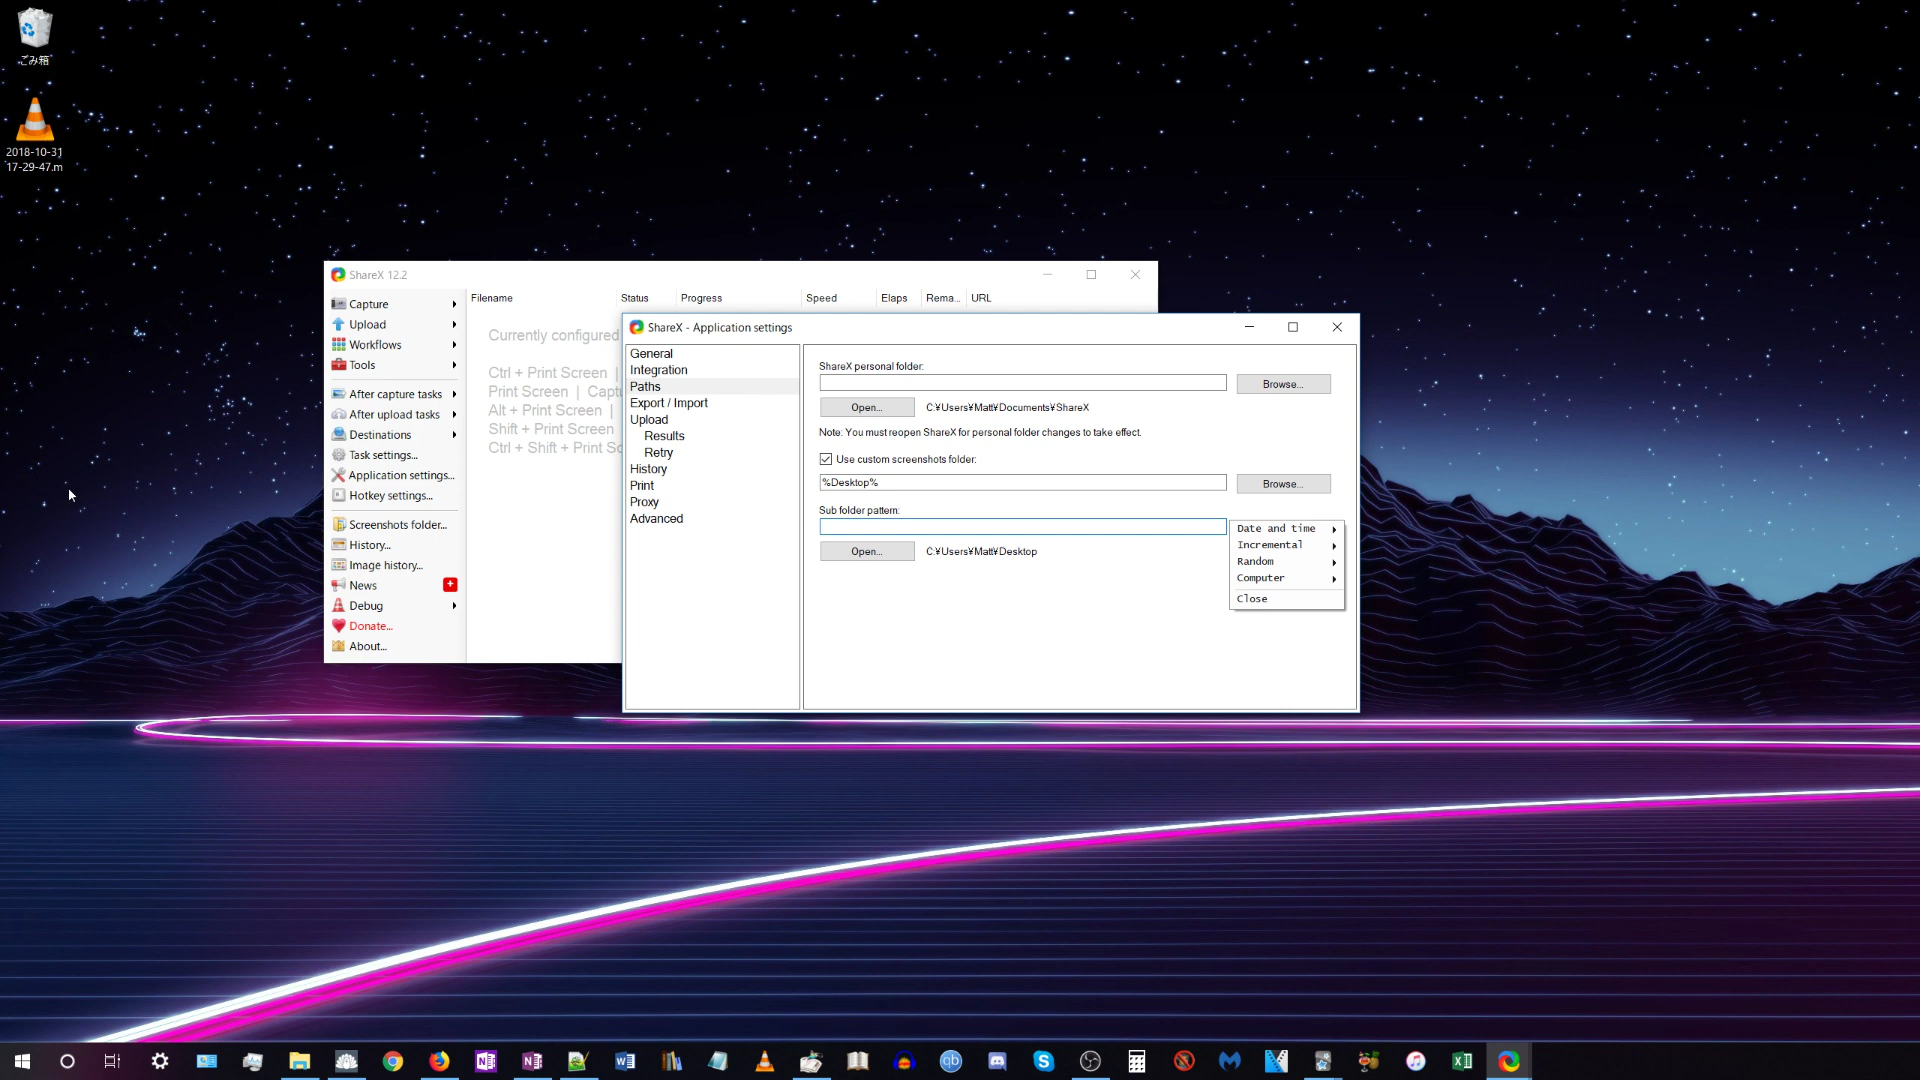 ごみ箱
2018-10-31
17-29-47.m
ShareX 12.2
Capture
Upload
Workflows
Tools
After capture tasks
After upload tasks
Destinations
Task settings...
Application settings...
Hotkey settings...
Screenshots folder...
History...
Image history...
News
+
Debug
Donate...
About...
Filename Status Progress Speed Elaps Rema... URL
Currently configured
Ctrl + Print Screen |
Print Screen | Capt
Alt + Print Screen |
Shift + Print Screen
Ctrl + Shift + Print Sc
ShareX - Application settings
General
Integration
Paths
Export / Import
Upload
Results
Retry
History
Print
Proxy
Advanced
ShareX personal folder:
Browse...
Open... C:¥Users¥Matt¥Documents¥ShareX
Note: You must reopen ShareX for personal folder changes to take effect.
Use custom screenshots folder:
%Desktop% Browse...
Sub folder pattern:
Open... C:¥Users¥Matt¥Desktop
Date and time
Incremental
Random
Computer
Close